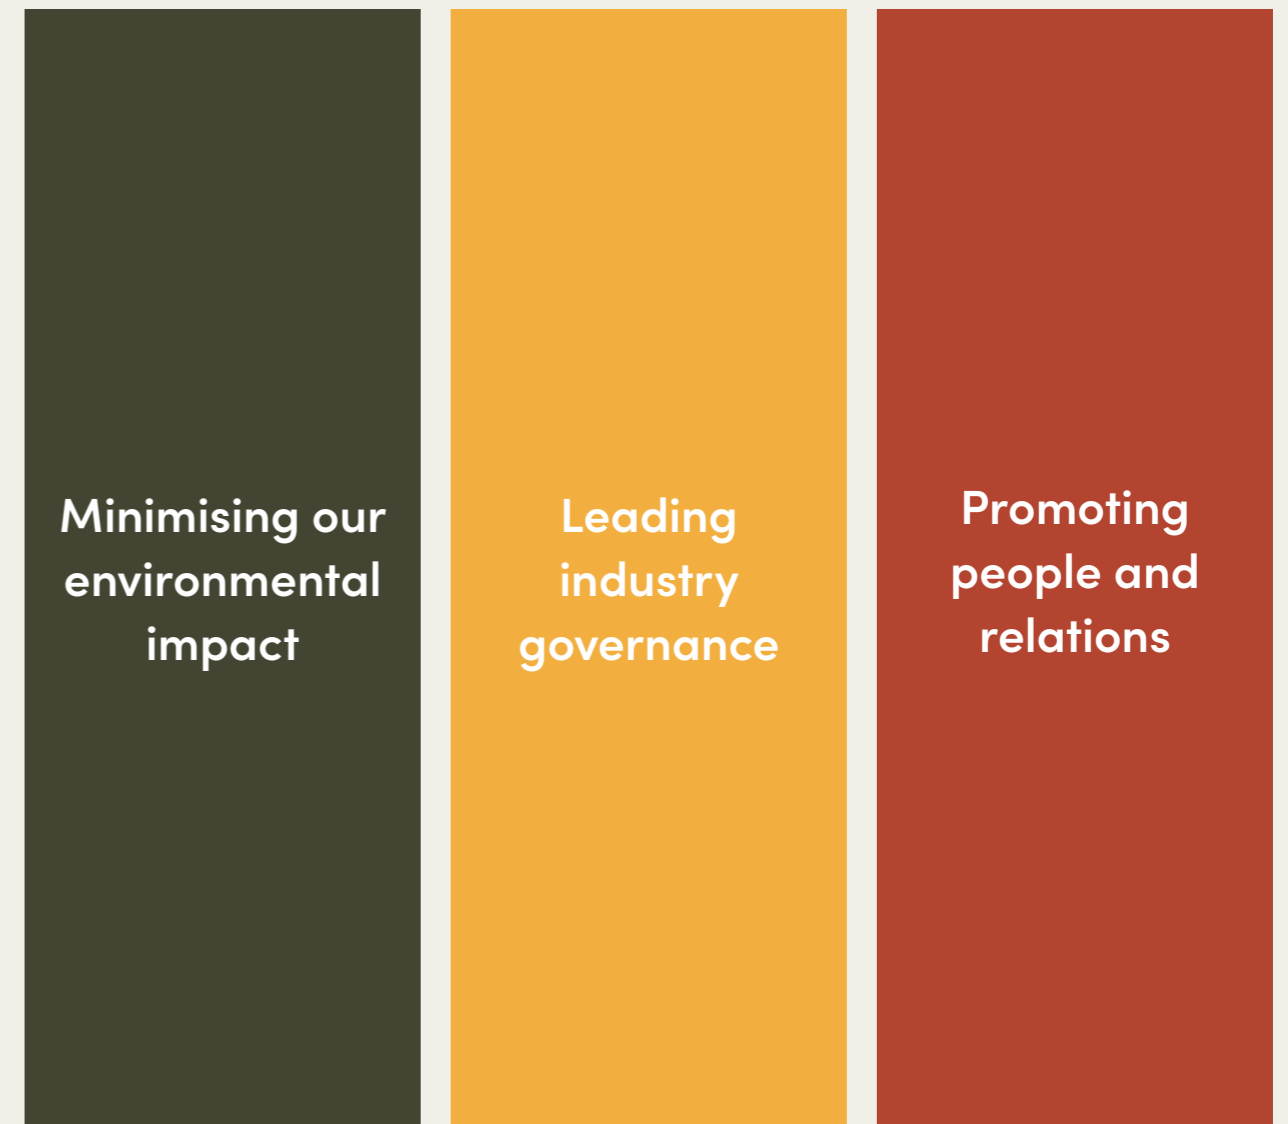 Minimising our
environmental
impact
Leading
industry
governance
Promoting
people and
relations